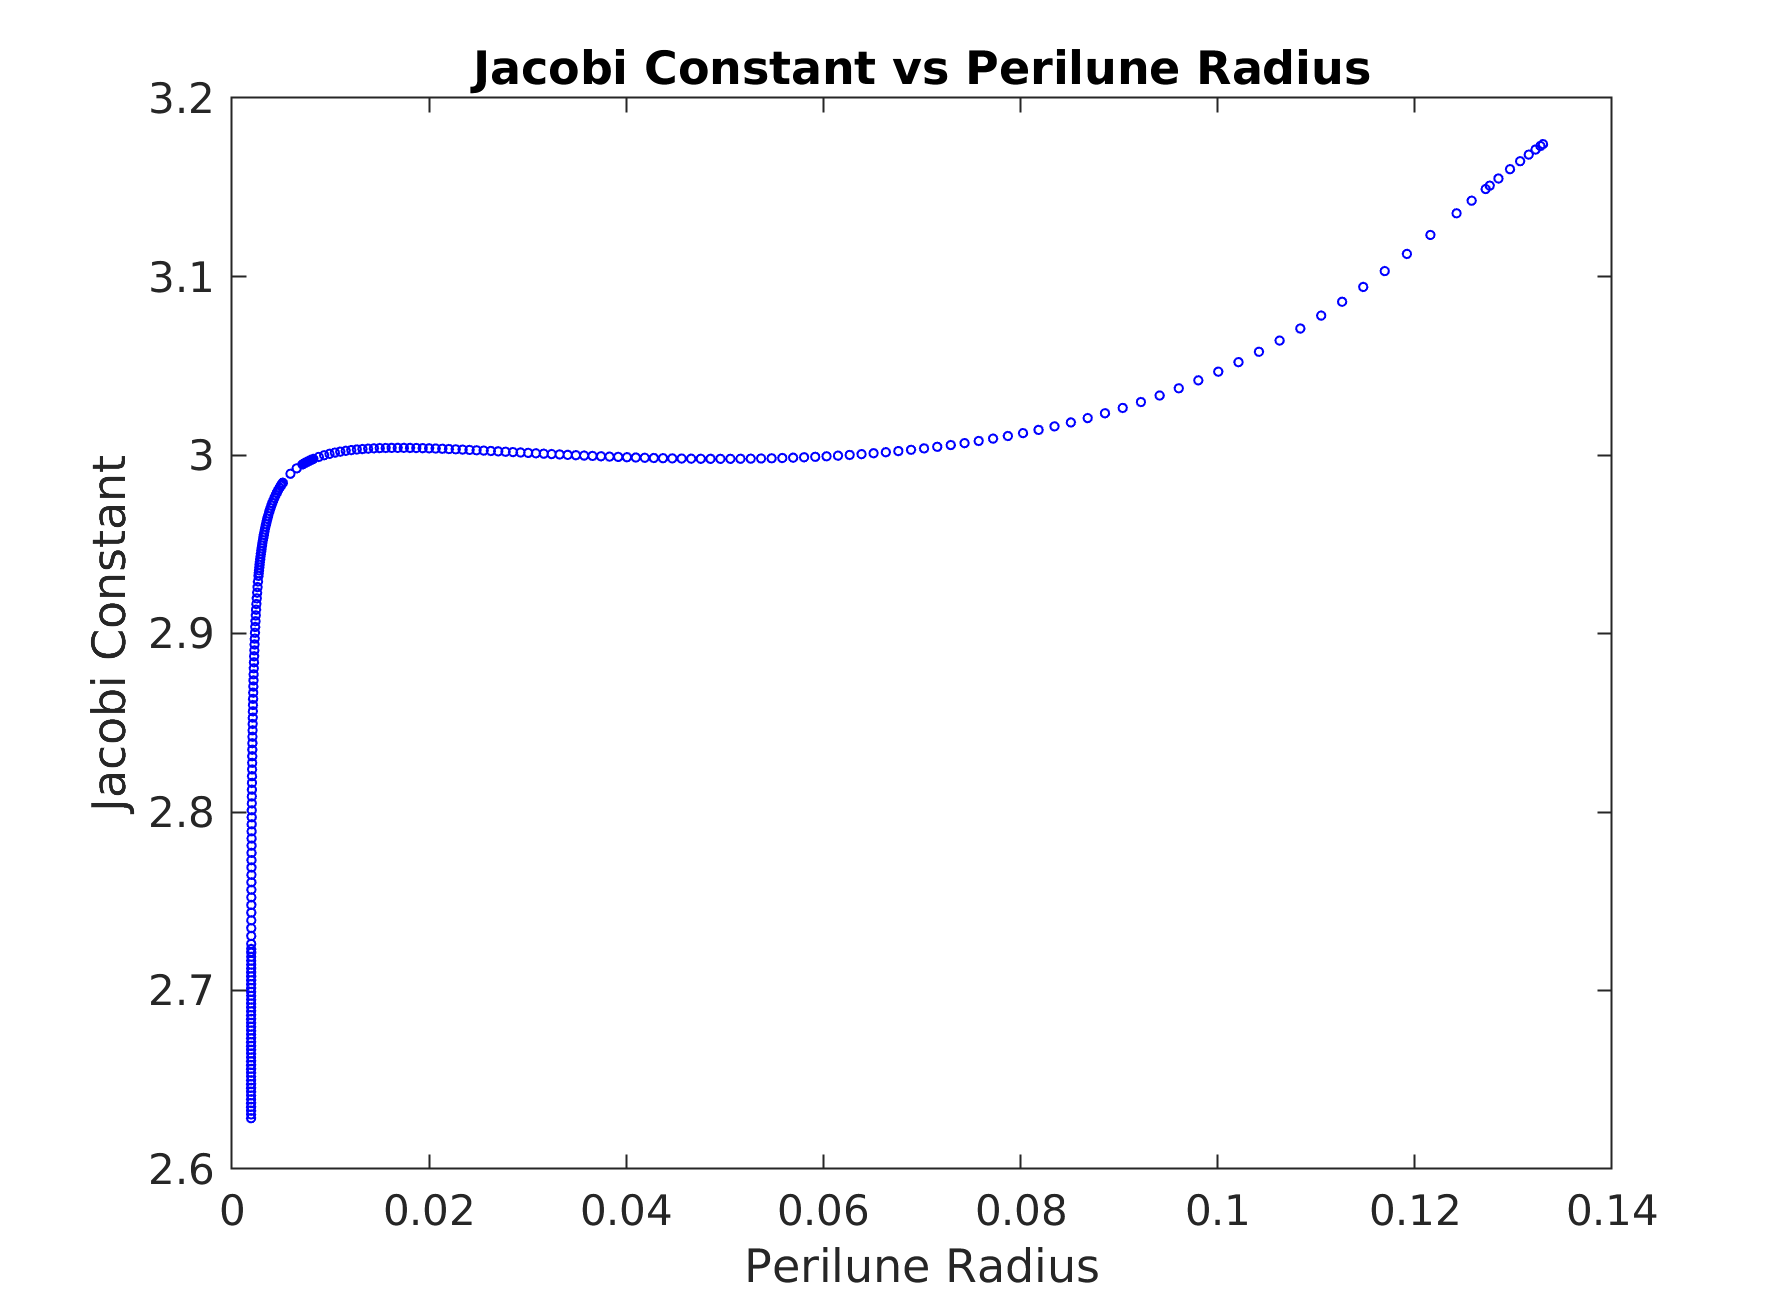 Jacobi Constant vs Perilune Radius
3.2
3.1
3
2.9
2.8
2.7
2.6
Jacobi Constant
0 0.02 0.04 0.06 0.08 0.1 0.12 0.14
Perilune Radius